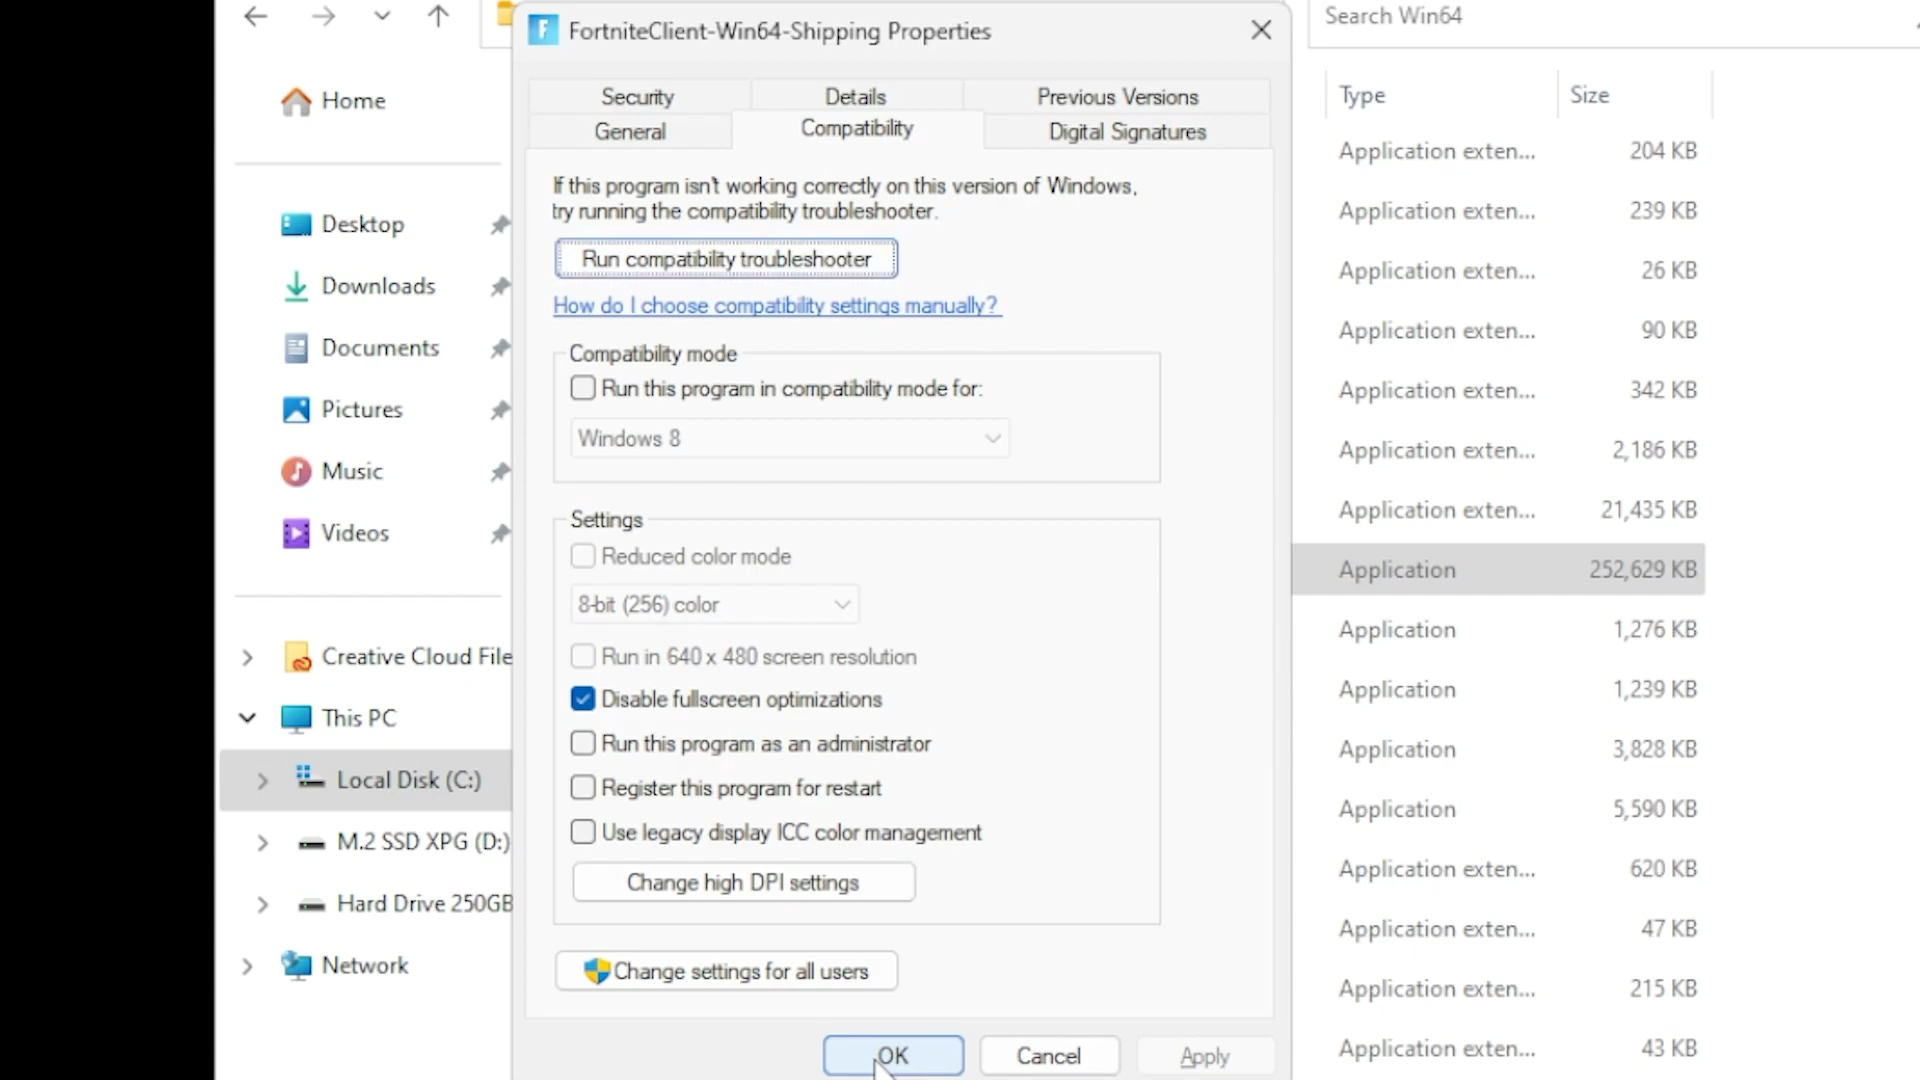 FortniteClient-Win64-Shipping Properties
Search Win64
Home
Desktop
Downloads
Documents
Pictures
Music
Videos
Creative Cloud File
This PC
Local Disk (C:)
M.2 SSD XPG (D:)
Hard Drive 250GB
Network
Security
Details
Previous Versions
General
Compatibility
Digital Signatures
If this program isn't working correctly on this version of Windows,
try running the compatibility troubleshooter.
Run compatibility troubleshooter
How do I choose compatibility settings manually?
Compatibility mode
Run this program in compatibility mode for:
Windows 8
Settings
Reduced color mode
8-bit (256) color
Run in 640 x 480 screen resolution
Disable fullscreen optimizations
Run this program as an administrator
Register this program for restart
Use legacy display ICC color management
Change high DPI settings
Change settings for all users
OK
Cancel
Apply
Type Size
Application exten... 204 KB
Application exten... 239 KB
Application exten... 26 KB
Application exten... 90 KB
Application exten... 342 KB
Application exten... 2,186 KB
Application exten... 21,435 KB
Application 252,629 KB
Application 1,276 KB
Application 1,239 KB
Application 3,828 KB
Application 5,590 KB
Application exten... 620 KB
Application exten... 47 KB
Application exten... 215 KB
Application exten... 43 KB